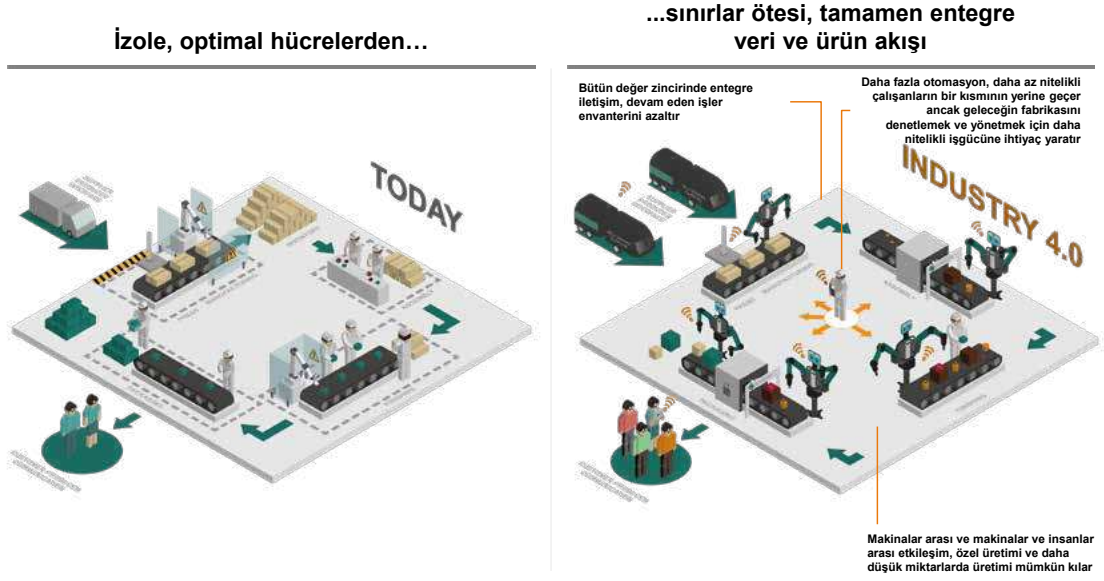 İzole, optimal hücrelerden…
...sınırlar ötesi, tamamen entegre
veri ve ürün akışı
Bütün değer zincirinde entegre
iletişim, devam eden işler
envanterini azaltır
Daha fazla otomasyon, daha az nitelikli
çalışanların bir kısmının yerine geçer
ancak geleceğin fabrikasını
denetlemek ve yönetmek için daha
nitelikli işgücüne ihtiyaç yaratır
TODAY
INDUSTRY 4.0
Makinalar arası ve makinalar ve insanlar
arası etkileşim, özel üretimi ve daha
düşük miktarlarda üretimi mümkün kılar